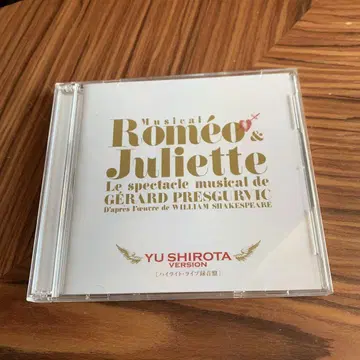 Musical
Roméo &
Juliette
Le spectacle musical de
GÉRARD PRESGURVIC
D'après l'œuvre de WILLIAM SHAKESPEARE
YU SHIROTA
VERSION
[ハイライト・ライブ録音盤]